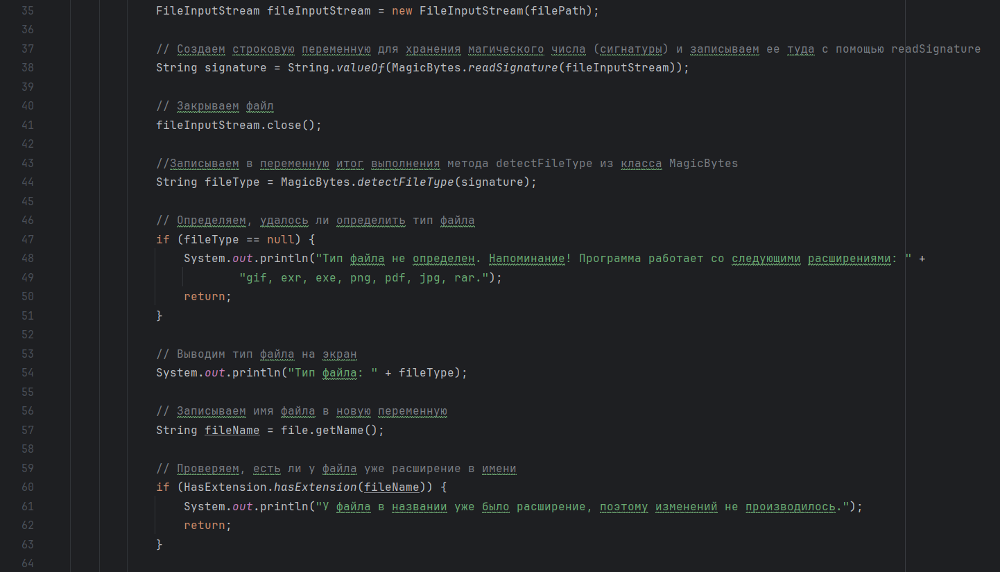 35 FileInputStream fileInputStream = new FileInputStream(filePath);
36
37 // Создаем строковую переменную для хранения магического числа (сигнатуры) и записываем ее туда с помощью readSignature
38 String signature = String.valueOf(MagicBytes.readSignature(fileInputStream));
39
40 // Закрываем файл
41 fileInputStream.close();
42
43 //Записываем в переменную итог выполнения метода detectFileType из класса MagicBytes
44 String fileType = MagicBytes.detectFileType(signature);
45
46 // Определяем, удалось ли определить тип файла
47 if (fileType == null) {
48 System.out.println("Тип файла не определен. Напоминание! Программа работает со следующими расширениями: " +
49 "gif, exr, exe, png, pdf, jpg, rar.");
50 return;
51 }
52
53 // Выводим тип файла на экран
54 System.out.println("Тип файла: " + fileType);
55
56 // Записываем имя файла в новую переменную
57 String fileName = file.getName();
58
59 // Проверяем, есть ли у файла уже расширение в имени
60 if (HasExtension.hasExtension(fileName)) {
61 System.out.println("У файла в названии уже было расширение, поэтому изменений не производилось.");
62 return;
63 }
64